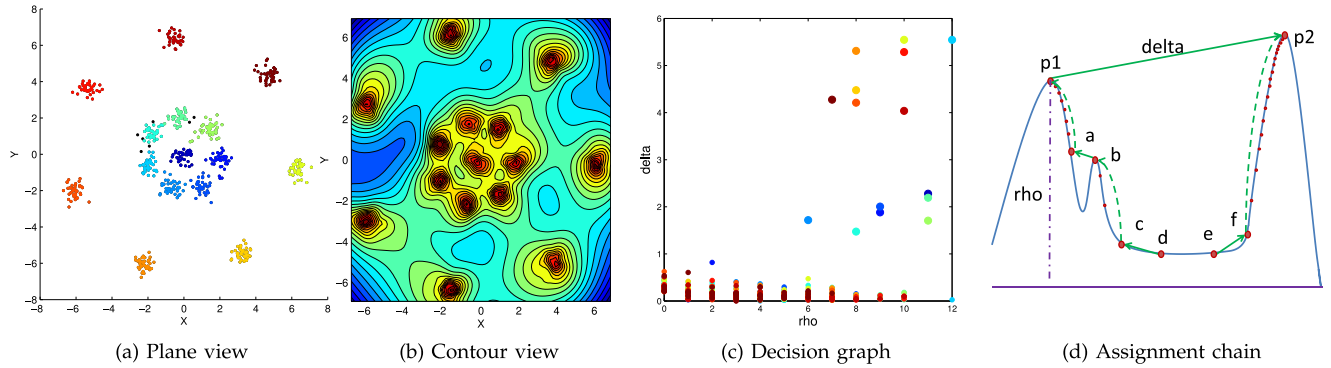 8
6
4
2
0
−2
−4
−6
−8
Y
−8 −6 −4 −2 0 2 4 6 8
X
6
4
2
0
−2
−4
−6
Y
−6 −4 −2 0 2 4 6
X
6
5
4
3
2
1
0
delta
0 2 4 6 8 10 12
rho
delta
p1
p2
a
b
rho
c
d
e
f
(a) Plane view
(b) Contour view
(c) Decision graph
(d) Assignment chain